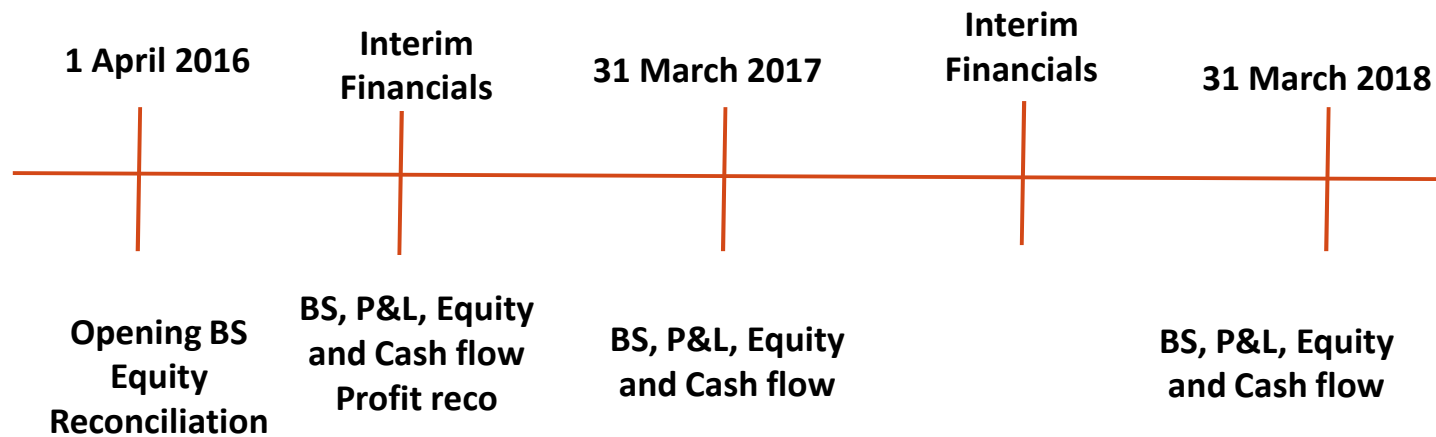 1 April 2016
Interim
Financials
31 March 2017
Interim
Financials
31 March 2018
Opening BS
Equity
Reconciliation
BS, P&L, Equity
and Cash flow
Profit reco
BS, P&L, Equity
and Cash flow
BS, P&L, Equity
and Cash flow